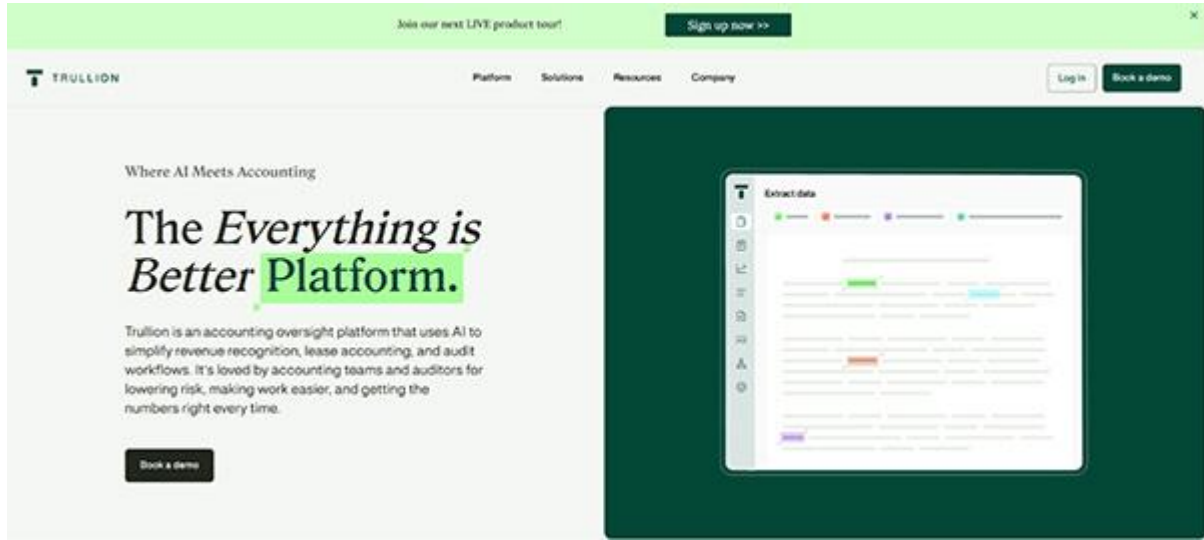 Join our next LIVE product tour!
Sign up now >>
TRULLION
Platform
Solutions
Resources
Company
Log in
Book a demo
Where AI Meets Accounting
The Everything is
Better Platform.
Trullion is an accounting oversight platform that uses AI to
simplify revenue recognition, lease accounting, and audit
workflows. It's loved by accounting teams and auditors for
lowering risk, making work easier, and getting the
numbers right every time.
Book a demo
Extract data